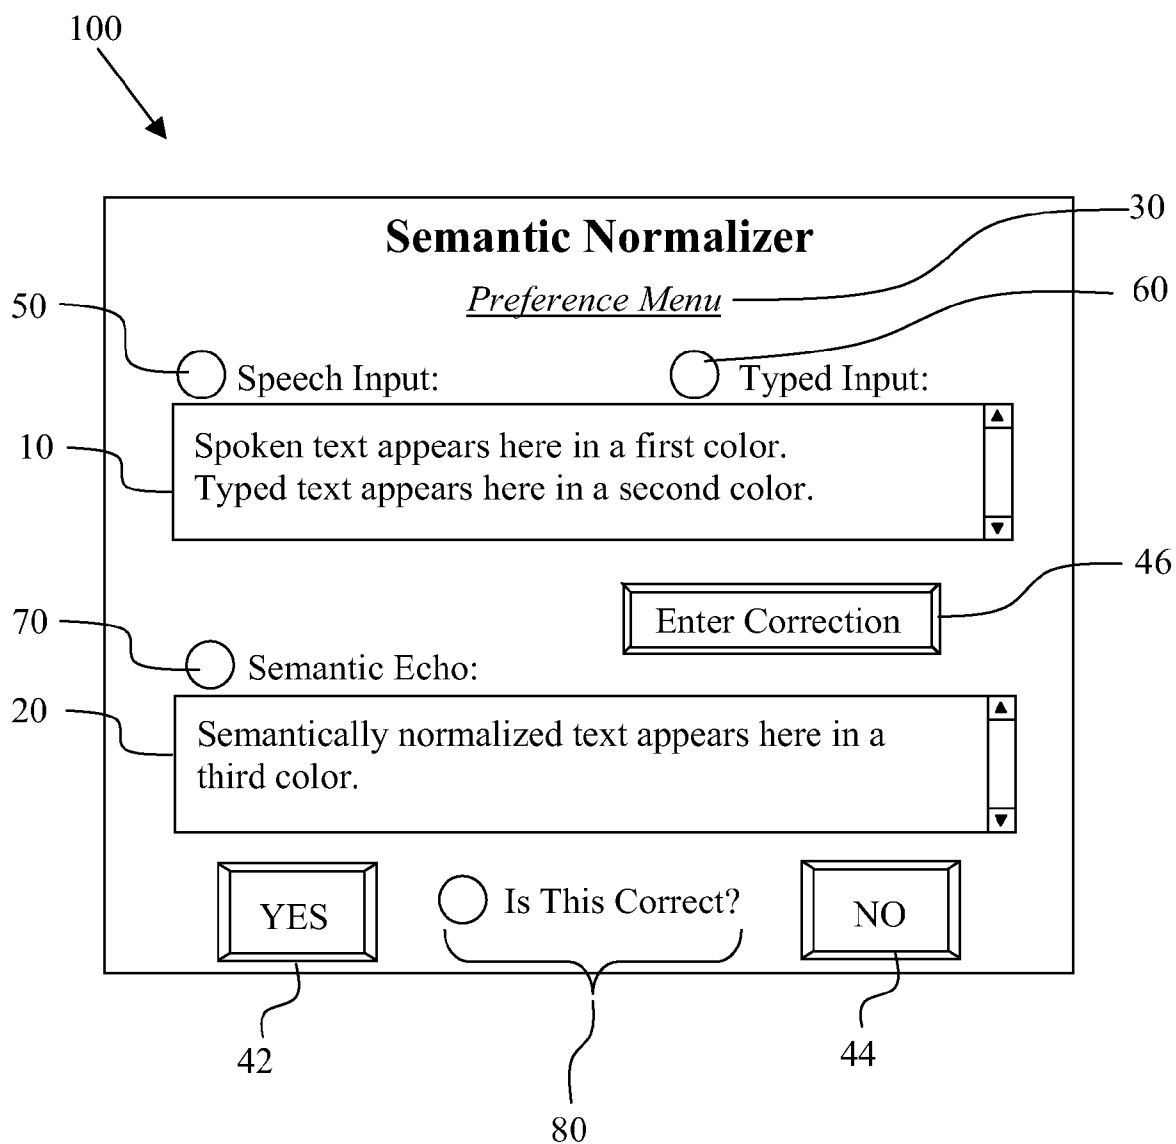 100
Semantic Normalizer
30
Preference Menu
60
50
Speech Input:
Typed Input:
10
Spoken text appears here in a first color.
Typed text appears here in a second color.
46
Enter Correction
70
Semantic Echo:
20
Semantically normalized text appears here in a
third color.
YES
Is This Correct?
NO
42
44
80